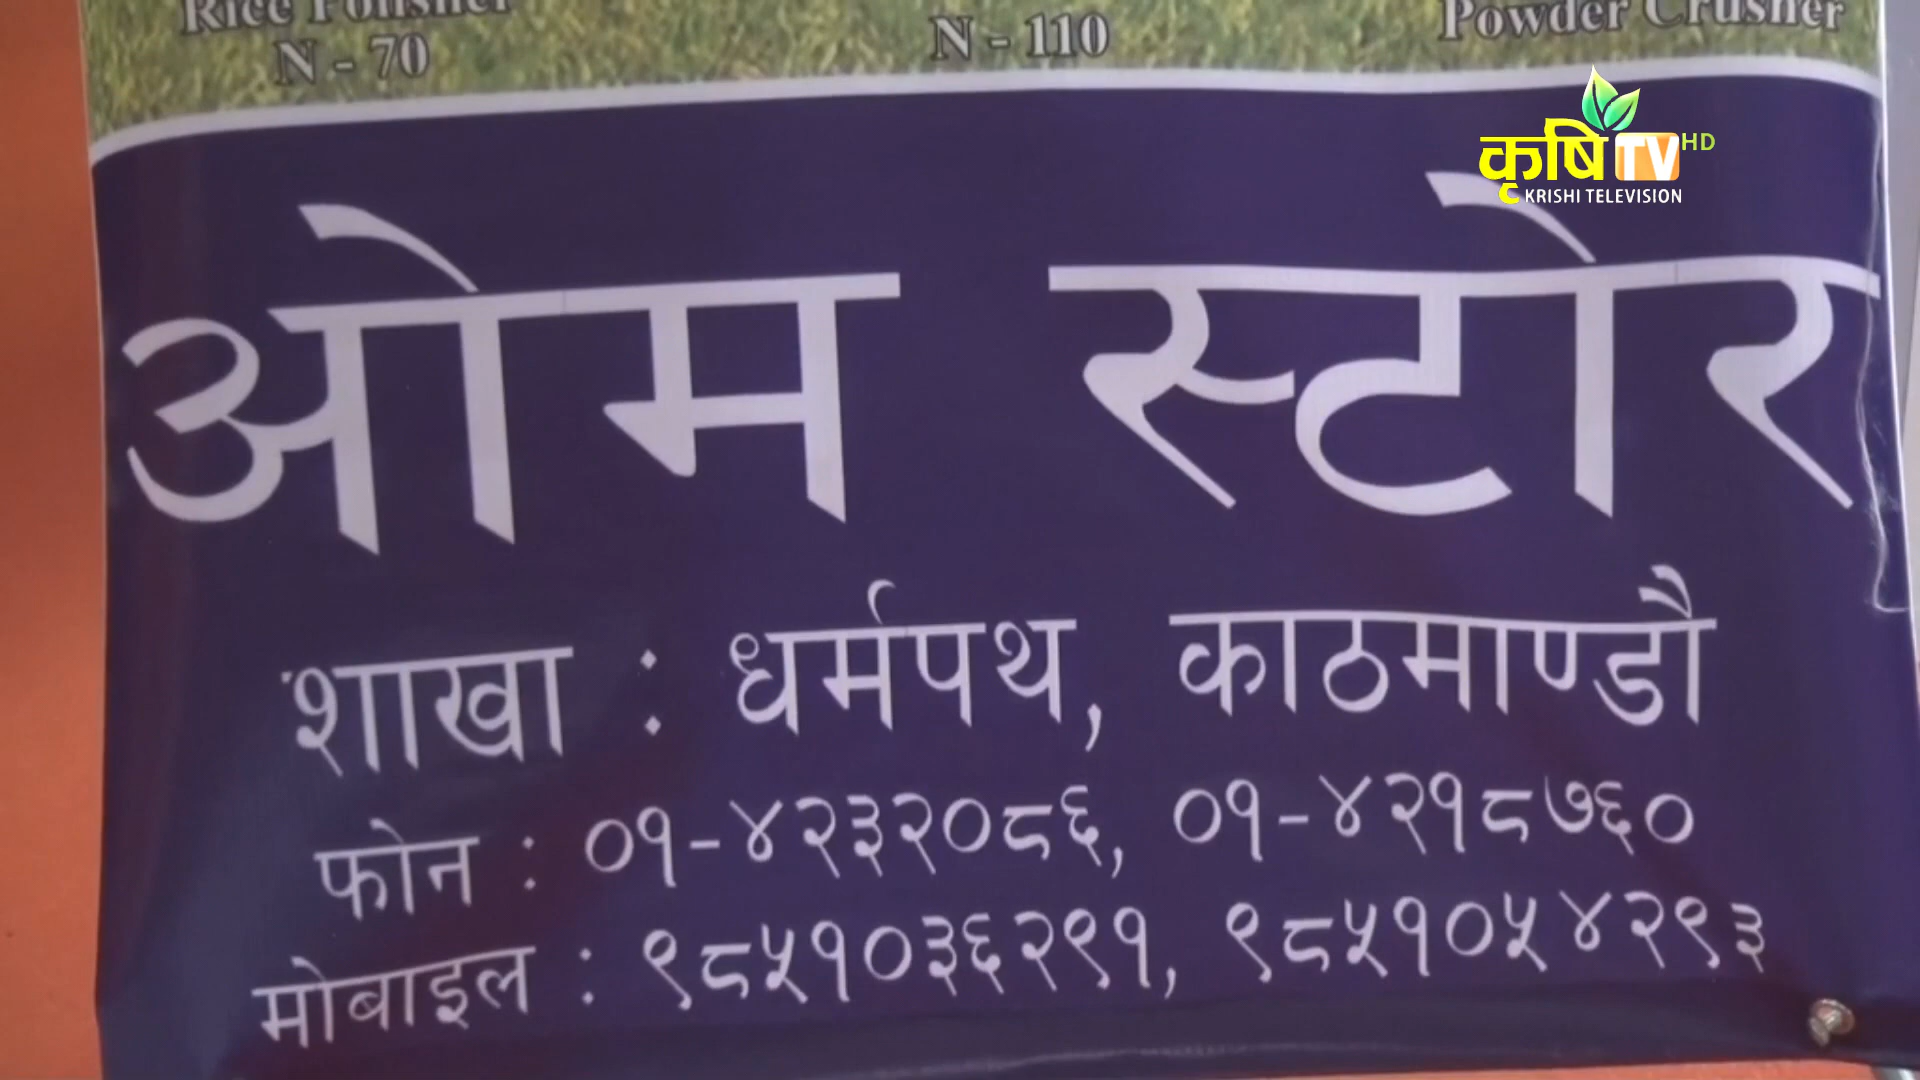 Rice Polisher
N - 70
N - 110
Powder Crusher
कृषि TV HD
KRISHI TELEVISION
ओम स्टोर
शाखा : धर्मपथ, काठमाण्डौ
फोन : ०१-४२३२०८६, ०१-४२१८७६०
मोबाइल : ९८५१०३६२९१, ९८५१०५४२९३